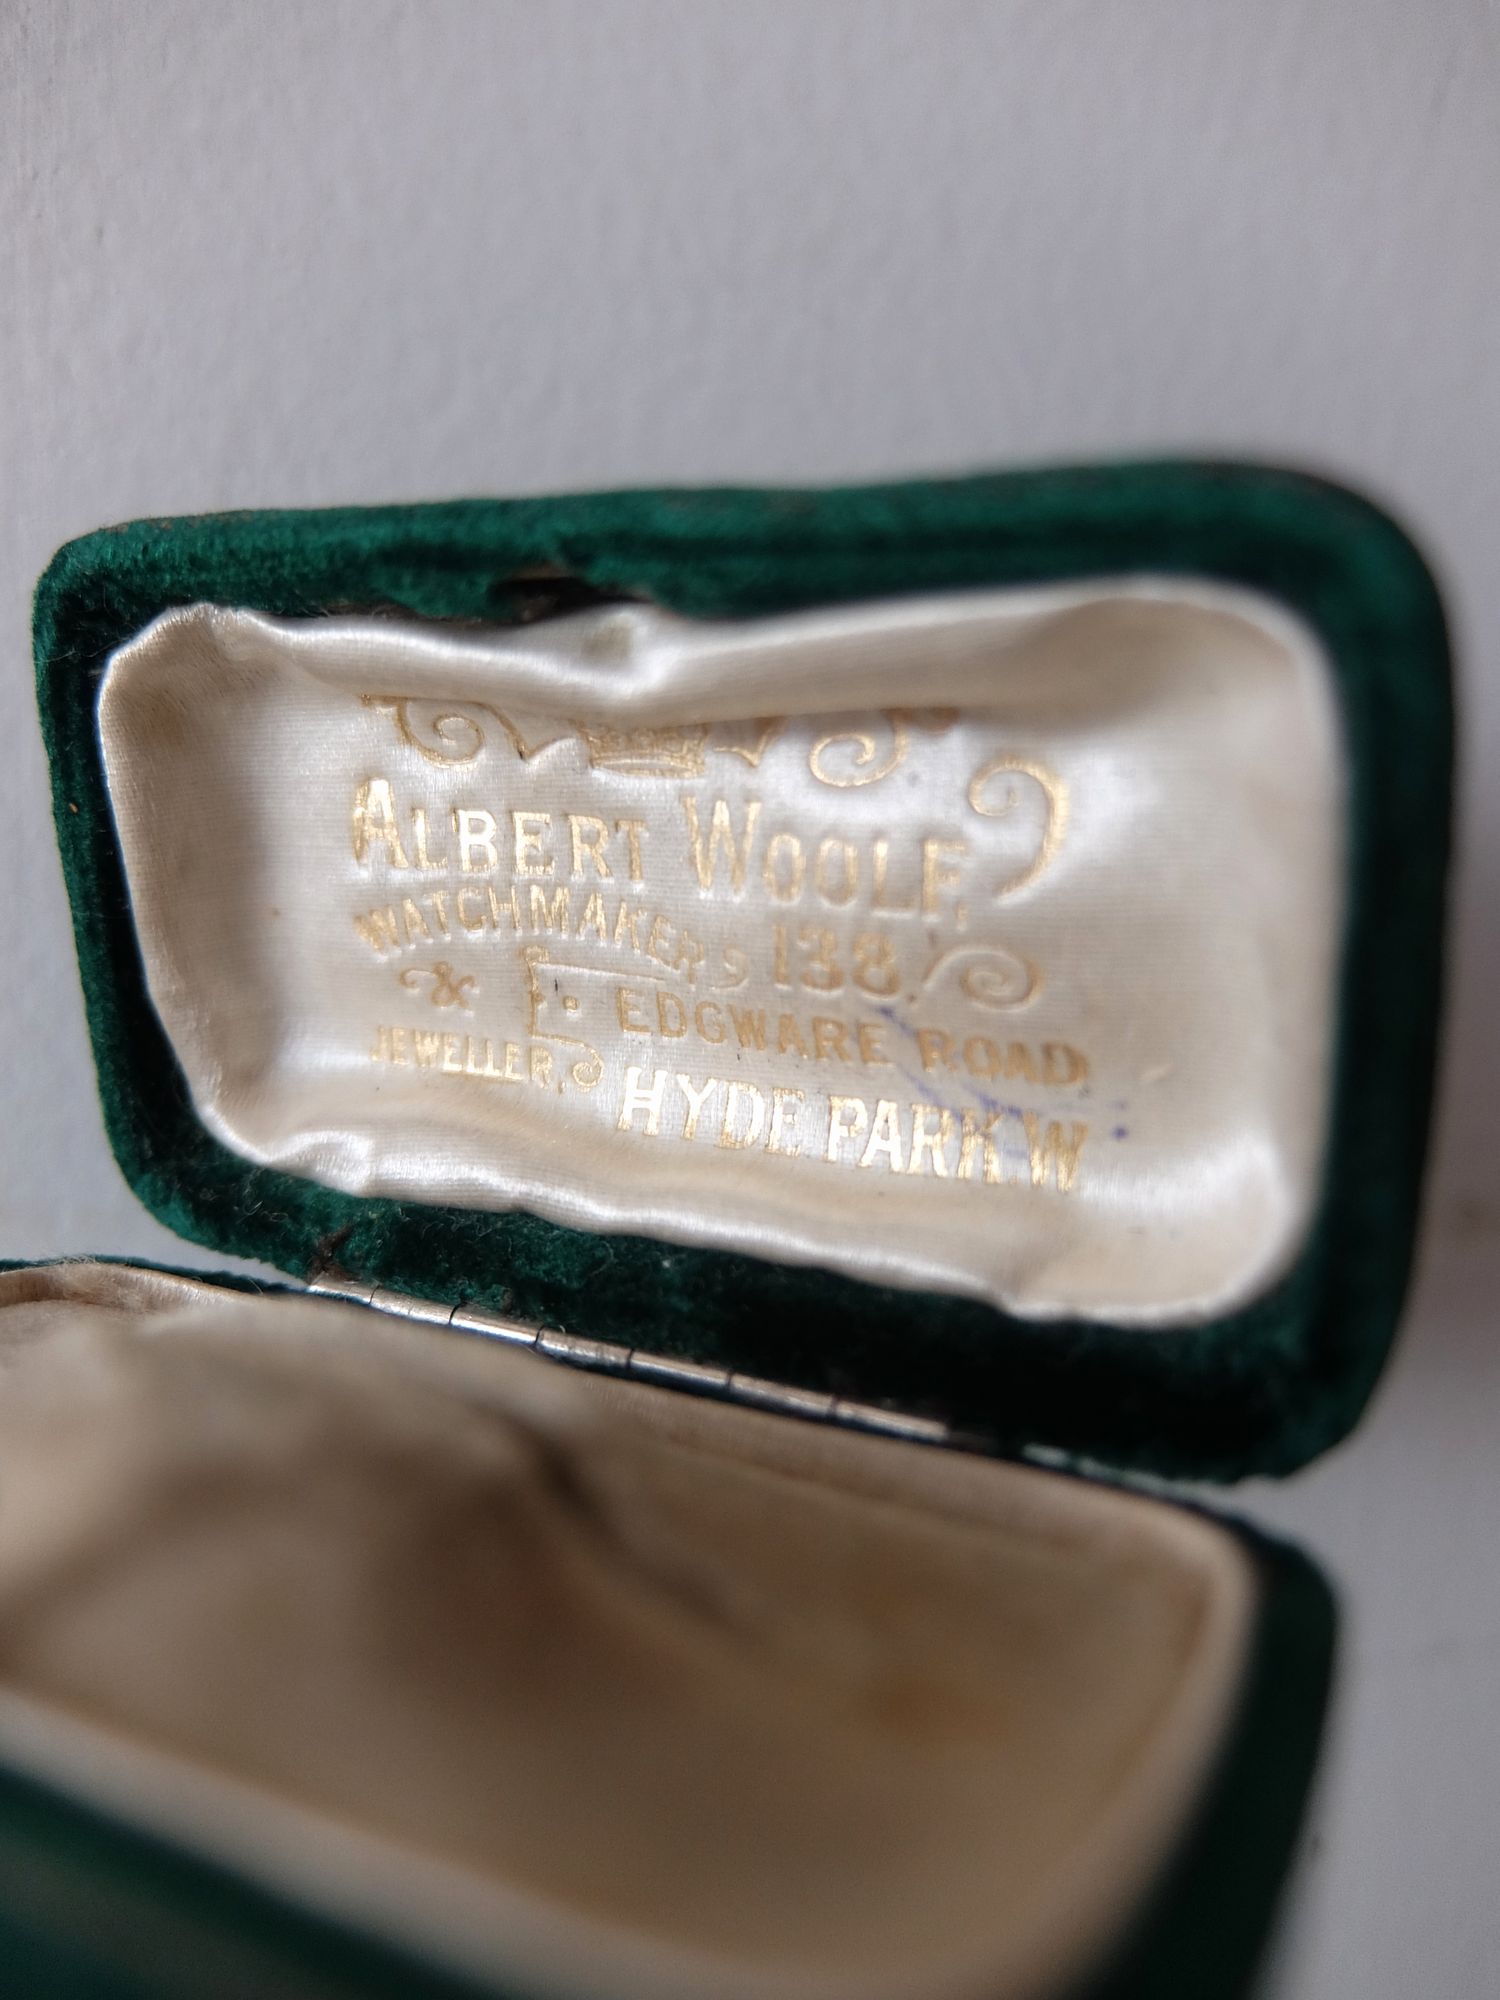 ALBERT WOOLF,
WATCHMAKER
&
JEWELLER,
138,
EDGWARE ROAD
HYDE PARK. W